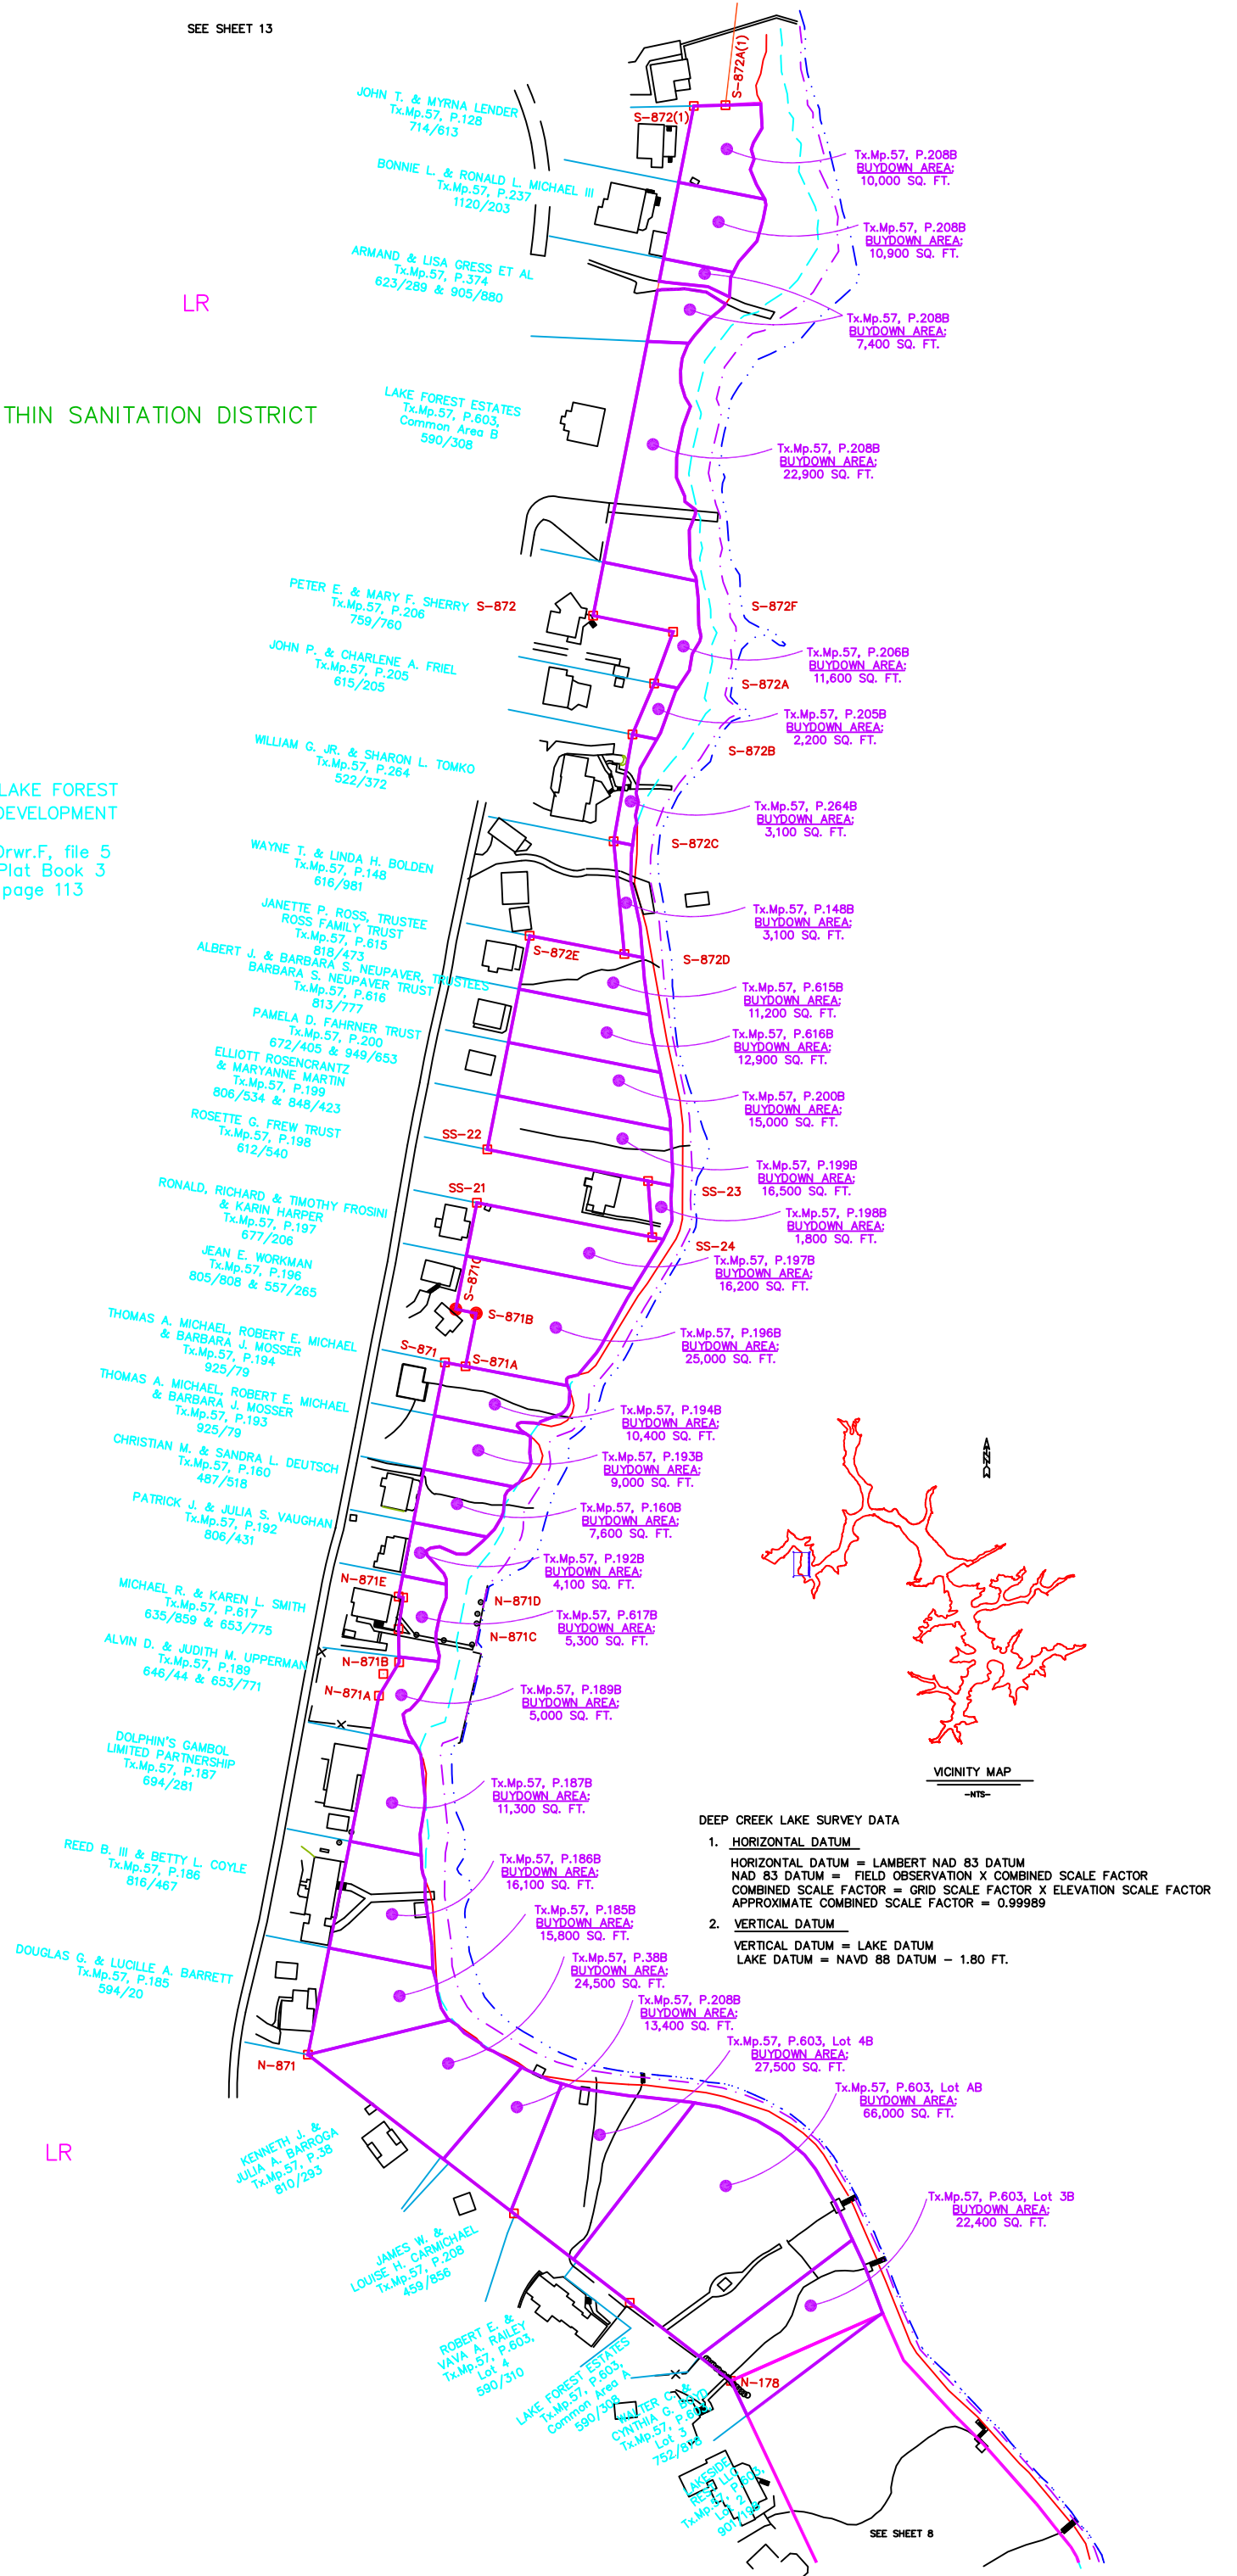 SEE SHEET 13
S-872A(1)
S-872(1)
JOHN T. & MYRNA LENDER
Tx.Mp.57, P.128
714/613
Tx.Mp.57, P.208B
BUYDOWN AREA:
10,000 SQ. FT.
BONNIE L. & RONALD L. MICHAEL III
Tx.Mp.57, P.237
1120/203
Tx.Mp.57, P.208B
BUYDOWN AREA:
10,900 SQ. FT.
ARMAND & LISA GRESS ET AL
Tx.Mp.57, P.374
623/289 & 905/880
LR
Tx.Mp.57, P.208B
BUYDOWN AREA:
7,400 SQ. FT.
THIN SANITATION DISTRICT
LAKE FOREST ESTATES
Tx.Mp.57, P.603,
Common Area B
590/308
Tx.Mp.57, P.208B
BUYDOWN AREA:
22,900 SQ. FT.
PETER E. & MARY F. SHERRY
Tx.Mp.57, P.206
759/760
S-872
S-872F
Tx.Mp.57, P.206B
BUYDOWN AREA:
11,600 SQ. FT.
JOHN P. & CHARLENE A. FRIEL
Tx.Mp.57, P.205
615/205
S-872A
Tx.Mp.57, P.205B
BUYDOWN AREA:
2,200 SQ. FT.
WILLIAM G. JR. & SHARON L. TOMKO
Tx.Mp.57, P.264
522/372
S-872B
LAKE FOREST
DEVELOPMENT
Drwr.F, file 5
Plat Book 3
page 113
Tx.Mp.57, P.264B
BUYDOWN AREA:
3,100 SQ. FT.
S-872C
WAYNE T. & LINDA H. BOLDEN
Tx.Mp.57, P.148
616/981
Tx.Mp.57, P.148B
BUYDOWN AREA:
3,100 SQ. FT.
JANETTE P. ROSS, TRUSTEE
ROSS FAMILY TRUST
Tx.Mp.57, P.615
818/473
S-872E
S-872D
ALBERT J. & BARBARA S. NEUPAVER, TRUSTEES
BARBARA S. NEUPAVER TRUST
Tx.Mp.57, P.616
813/777
Tx.Mp.57, P.615B
BUYDOWN AREA:
11,200 SQ. FT.
PAMELA D. FAHRNER TRUST
Tx.Mp.57, P.200
672/405 & 949/653
Tx.Mp.57, P.616B
BUYDOWN AREA:
12,900 SQ. FT.
ELLIOTT ROSENCRANTZ
& MARYANNE MARTIN
Tx.Mp.57, P.199
806/534 & 848/423
Tx.Mp.57, P.200B
BUYDOWN AREA:
15,000 SQ. FT.
ROSETTE G. FREW TRUST
Tx.Mp.57, P.198
612/540
SS-22
Tx.Mp.57, P.199B
BUYDOWN AREA:
16,500 SQ. FT.
SS-21
SS-23
RONALD, RICHARD & TIMOTHY FROSINI
& KARIN HARPER
Tx.Mp.57, P.197
677/206
Tx.Mp.57, P.198B
BUYDOWN AREA:
1,800 SQ. FT.
SS-24
JEAN E. WORKMAN
Tx.Mp.57, P.196
805/808 & 557/265
Tx.Mp.57, P.197B
BUYDOWN AREA:
16,200 SQ. FT.
S-871C
S-871B
THOMAS A. MICHAEL, ROBERT E. MICHAEL
& BARBARA J. MOSSER
Tx.Mp.57, P.194
925/79
S-871
S-871A
Tx.Mp.57, P.196B
BUYDOWN AREA:
25,000 SQ. FT.
THOMAS A. MICHAEL, ROBERT E. MICHAEL
& BARBARA J. MOSSER
Tx.Mp.57, P.193
925/79
Tx.Mp.57, P.194B
BUYDOWN AREA:
10,400 SQ. FT.
CHRISTIAN M. & SANDRA L. DEUTSCH
Tx.Mp.57, P.160
487/518
Tx.Mp.57, P.193B
BUYDOWN AREA:
9,000 SQ. FT.
PATRICK J. & JULIA S. VAUGHAN
Tx.Mp.57, P.192
806/431
Tx.Mp.57, P.160B
BUYDOWN AREA:
7,600 SQ. FT.
Tx.Mp.57, P.192B
BUYDOWN AREA:
4,100 SQ. FT.
N-871E
N-871D
MICHAEL R. & KAREN L. SMITH
Tx.Mp.57, P.617
635/859 & 653/775
Tx.Mp.57, P.617B
BUYDOWN AREA:
5,300 SQ. FT.
N-871C
ALVIN D. & JUDITH M. UPPERMAN
Tx.Mp.57, P.189
646/44 & 653/771
N-871B
N-871A
Tx.Mp.57, P.189B
BUYDOWN AREA:
5,000 SQ. FT.
DOLPHIN'S GAMBOL
LIMITED PARTNERSHIP
Tx.Mp.57, P.187
694/281
Tx.Mp.57, P.187B
BUYDOWN AREA:
11,300 SQ. FT.
VICINITY MAP
-NTS-
DEEP CREEK LAKE SURVEY DATA
1. HORIZONTAL DATUM
HORIZONTAL DATUM = LAMBERT NAD 83 DATUM
NAD 83 DATUM = FIELD OBSERVATION X COMBINED SCALE FACTOR
COMBINED SCALE FACTOR = GRID SCALE FACTOR X ELEVATION SCALE FACTOR
APPROXIMATE COMBINED SCALE FACTOR = 0.99989
2. VERTICAL DATUM
VERTICAL DATUM = LAKE DATUM
LAKE DATUM = NAVD 88 DATUM - 1.80 FT.
REED B. III & BETTY L. COYLE
Tx.Mp.57, P.186
816/467
Tx.Mp.57, P.186B
BUYDOWN AREA:
16,100 SQ. FT.
Tx.Mp.57, P.185B
BUYDOWN AREA:
15,800 SQ. FT.
DOUGLAS G. & LUCILLE A. BARRETT
Tx.Mp.57, P.185
594/20
Tx.Mp.57, P.38B
BUYDOWN AREA:
24,500 SQ. FT.
Tx.Mp.57, P.208B
BUYDOWN AREA:
13,400 SQ. FT.
N-871
Tx.Mp.57, P.603, Lot 4B
BUYDOWN AREA:
27,500 SQ. FT.
Tx.Mp.57, P.603, Lot AB
BUYDOWN AREA:
66,000 SQ. FT.
LR
KENNETH J. &
JULIA A. BARROGA
Tx.Mp.57, P.38
810/293
Tx.Mp.57, P.603, Lot 3B
BUYDOWN AREA:
22,400 SQ. FT.
JAMES W. &
LOUISE H. CARMICHAEL
Tx.Mp.57, P.208
459/856
ROBERT E. &
VAVA A. RAILEY
Tx.Mp.57, P.603,
Lot 4
590/310
LAKE FOREST ESTATES
Tx.Mp.57, P.603,
Common Area A
590/308
N-178
WALTER C. &
CYNTHIA G. BOYD
Tx.Mp.57, P.603,
Lot 3
752/878
LAKESIDE
REST LLC
Tx.Mp.57, P.603,
Lot 2
901/198
SEE SHEET 8